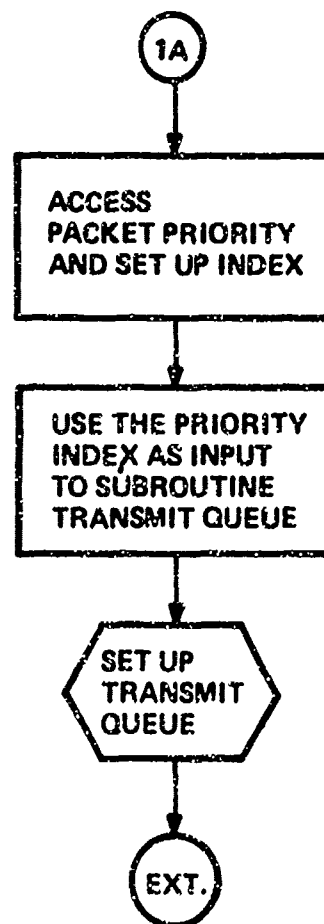 1A
ACCESS
PACKET PRIORITY
AND SET UP INDEX
USE THE PRIORITY
INDEX AS INPUT
TO SUBROUTINE
TRANSMIT QUEUE
SET UP
TRANSMIT
QUEUE
EXT.